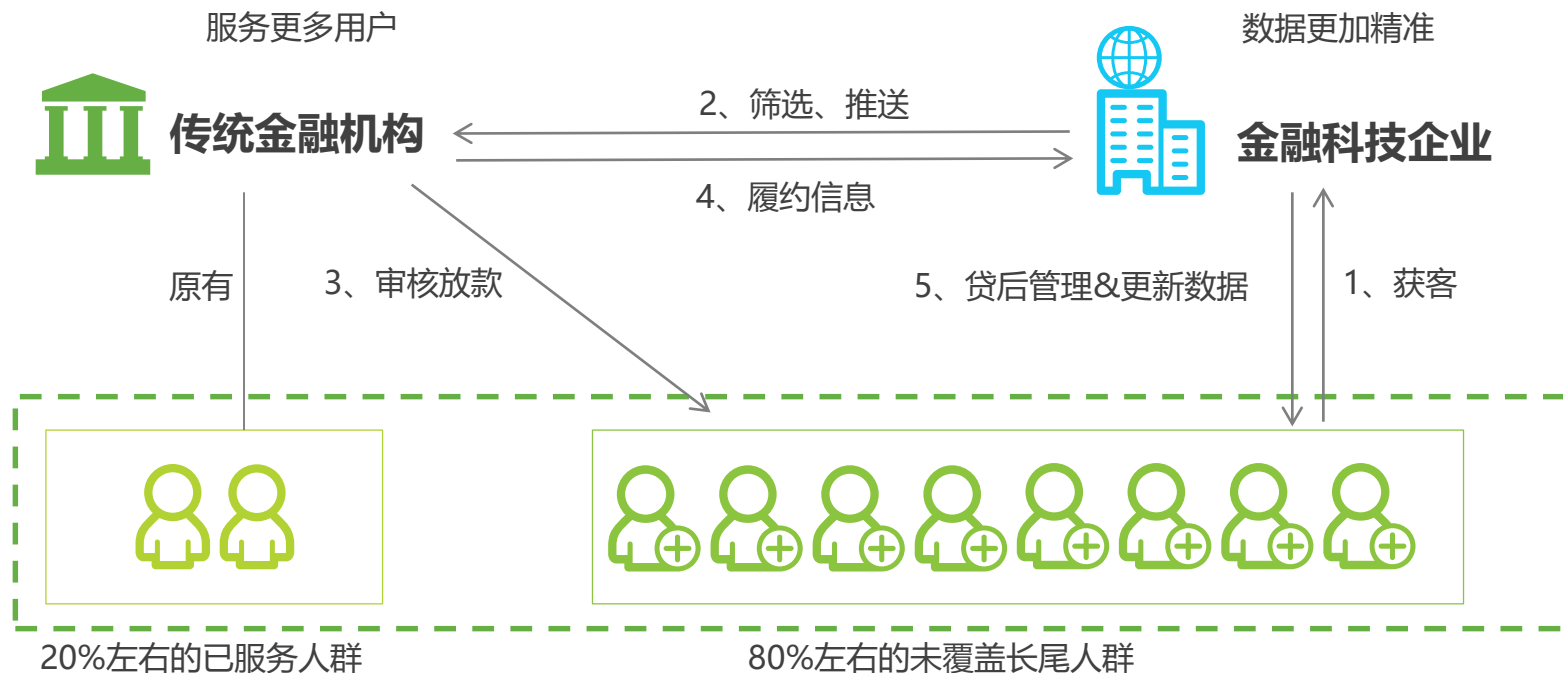 服务更多用户
数据更加精准
传统金融机构
2、筛选、推送
金融科技企业
4、履约信息
原有
3、审核放款
5、贷后管理&更新数据
1、获客
20%左右的已服务人群
80%左右的未覆盖长尾人群